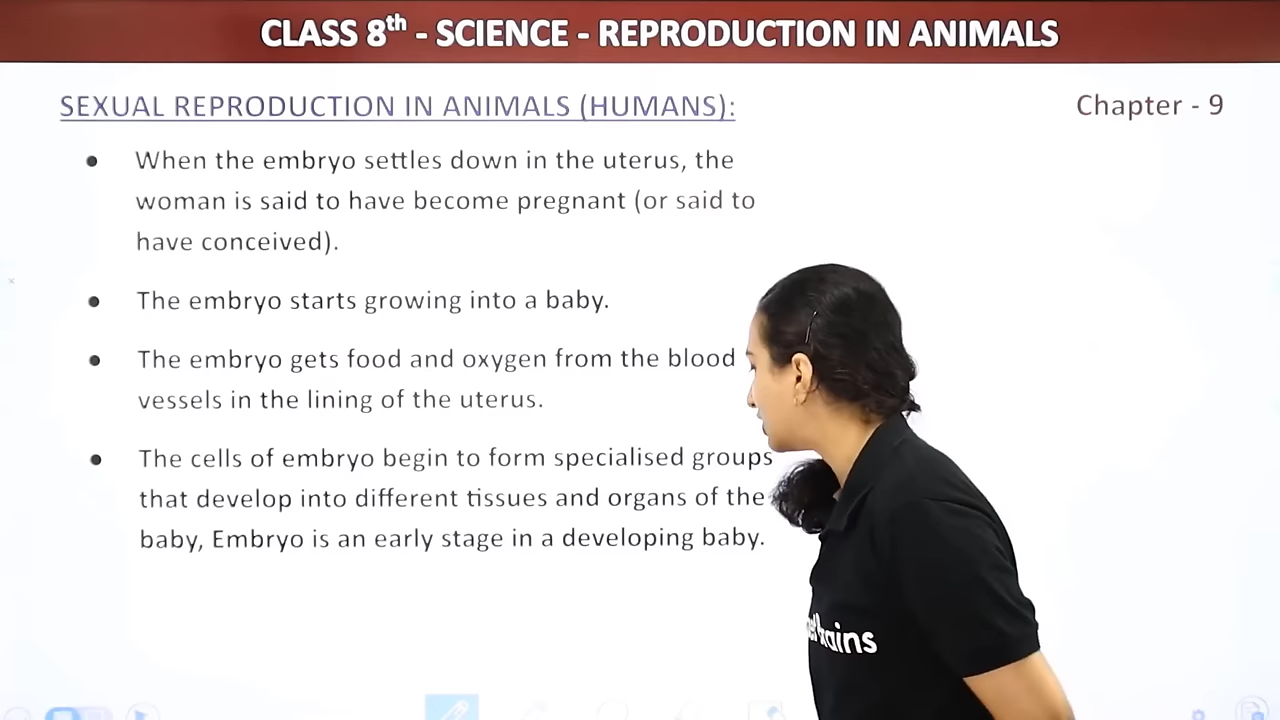 CLASS 8th - SCIENCE - REPRODUCTION IN ANIMALS
SEXUAL REPRODUCTION IN ANIMALS (HUMANS):
Chapter - 9
● When the embryo settles down in the uterus, the
woman is said to have become pregnant (or said to
have conceived).
● The embryo starts growing into a baby.
● The embryo gets food and oxygen from the blood
vessels in the lining of the uterus.
● The cells of embryo begin to form specialised groups
that develop into different tissues and organs of the
baby, Embryo is an early stage in a developing baby.